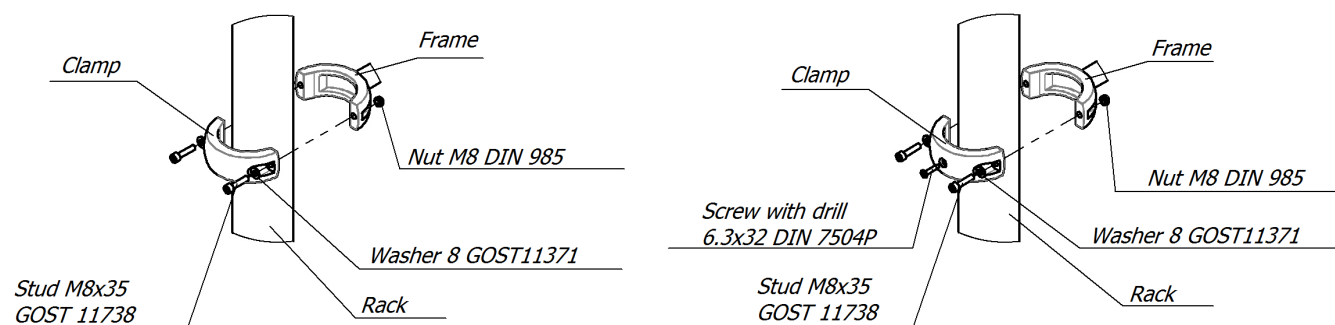 Frame
Clamp
Nut M8 DIN 985
Washer 8 GOST11371
Stud M8x35
GOST 11738
Rack
Frame
Clamp
Nut M8 DIN 985
Screw with drill
6.3x32 DIN 7504P
Washer 8 GOST11371
Stud M8x35
GOST 11738
Rack